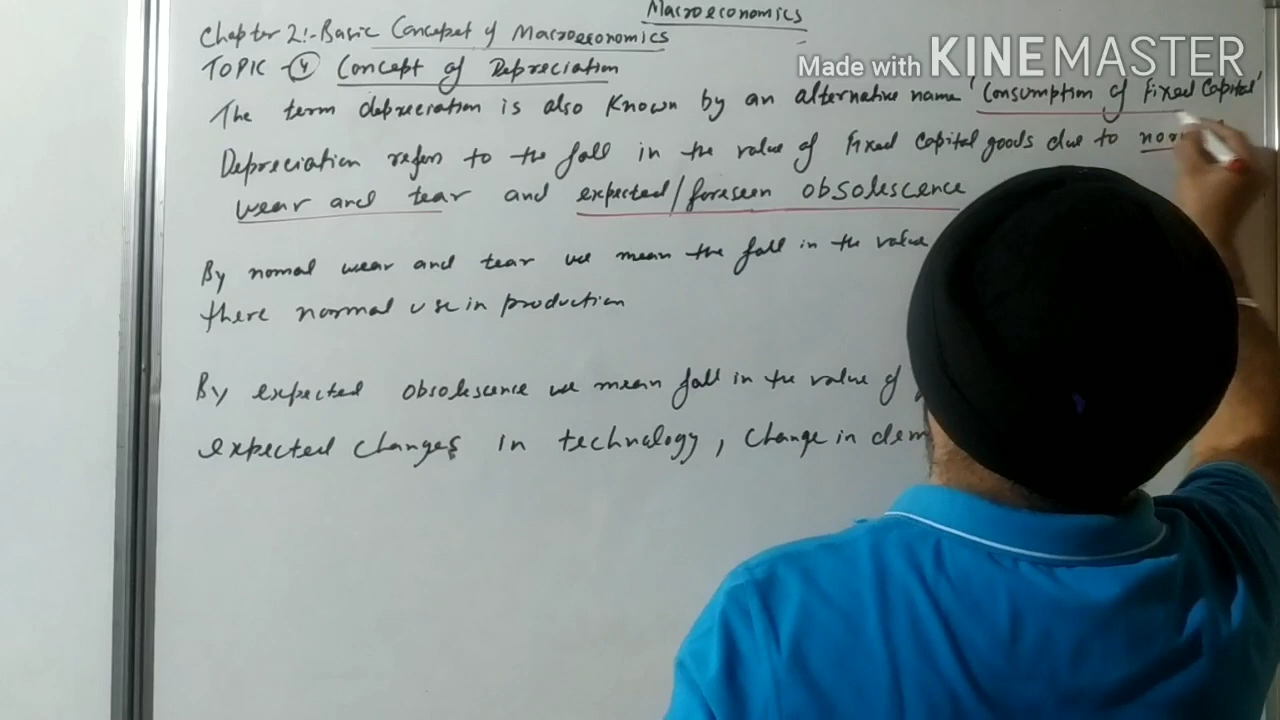 Macroeconomics
Made with KINEMASTER
Chapter 2:- Basic Concept of Macroeconomics
TOPIC - 4 Concept of Depreciation
The term depreciation is also known by an alternative name 'Consumption of Fixed Capital'
Depreciation refers to the fall in the value of Fixed Capital goods due to
wear and tear and expected/foreseen obsolescence
By normal wear and tear we mean the fall in the value
there normal use in production
By expected obsolescence we mean fall in the value of
expected changes in technology, change in dem